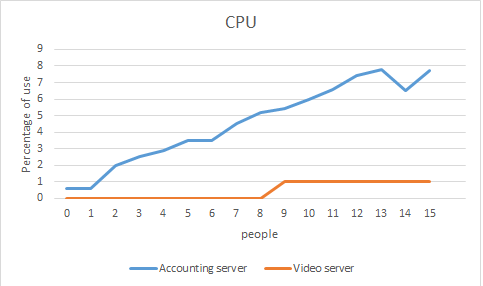 CPU
9
8
7
6
5
4
3
2
1
0
Percentage of use
0 1 2 3 4 5 6 7 8 9 10 11 12 13 14 15
people
Accounting server Video server